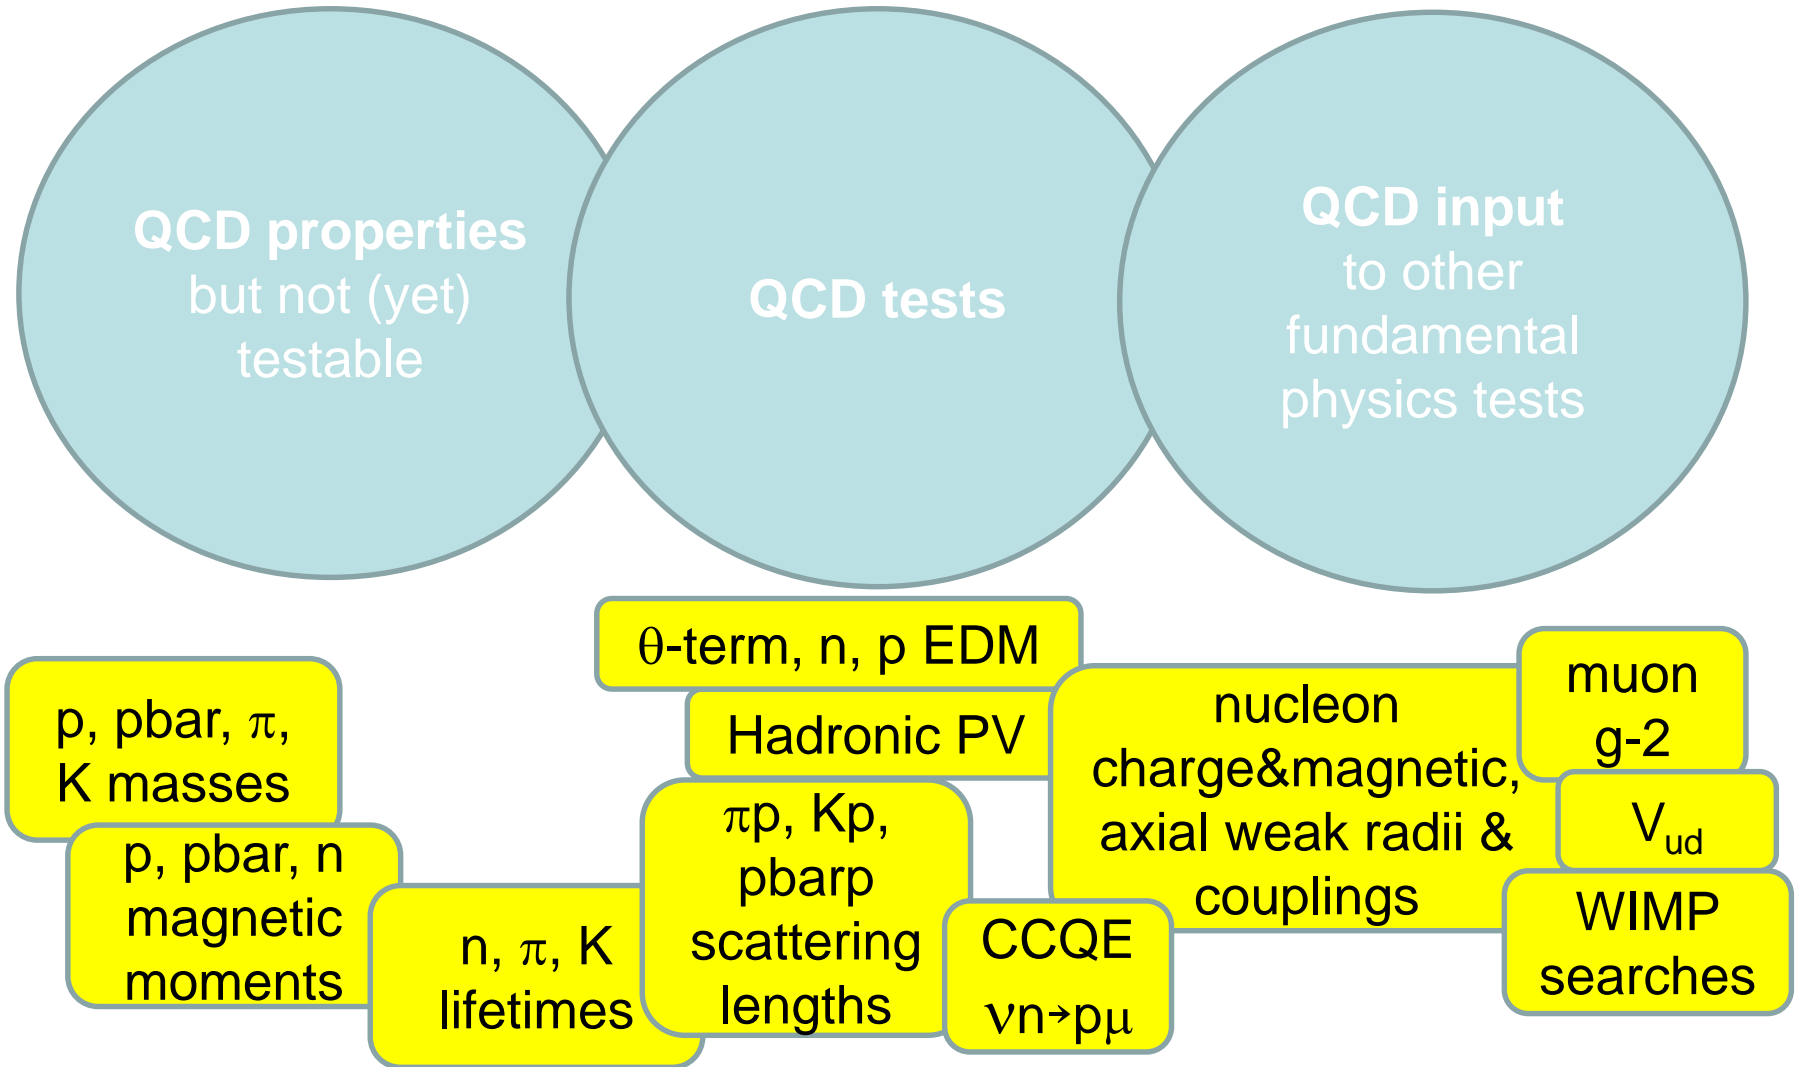 QCD properties
but not (yet)
testable
QCD tests
QCD input
to other
fundamental
physics tests
θ-term, n, p EDM
Hadronic PV
p, pbar, π,
K masses
p, pbar, n
magnetic
moments
n, π, K
lifetimes
πp, Kp,
pbarp
scattering
lengths
CCQE
νn→pμ
nucleon
charge&magnetic,
axial weak radii &
couplings
muon
g-2
V_ud
WIMP
searches